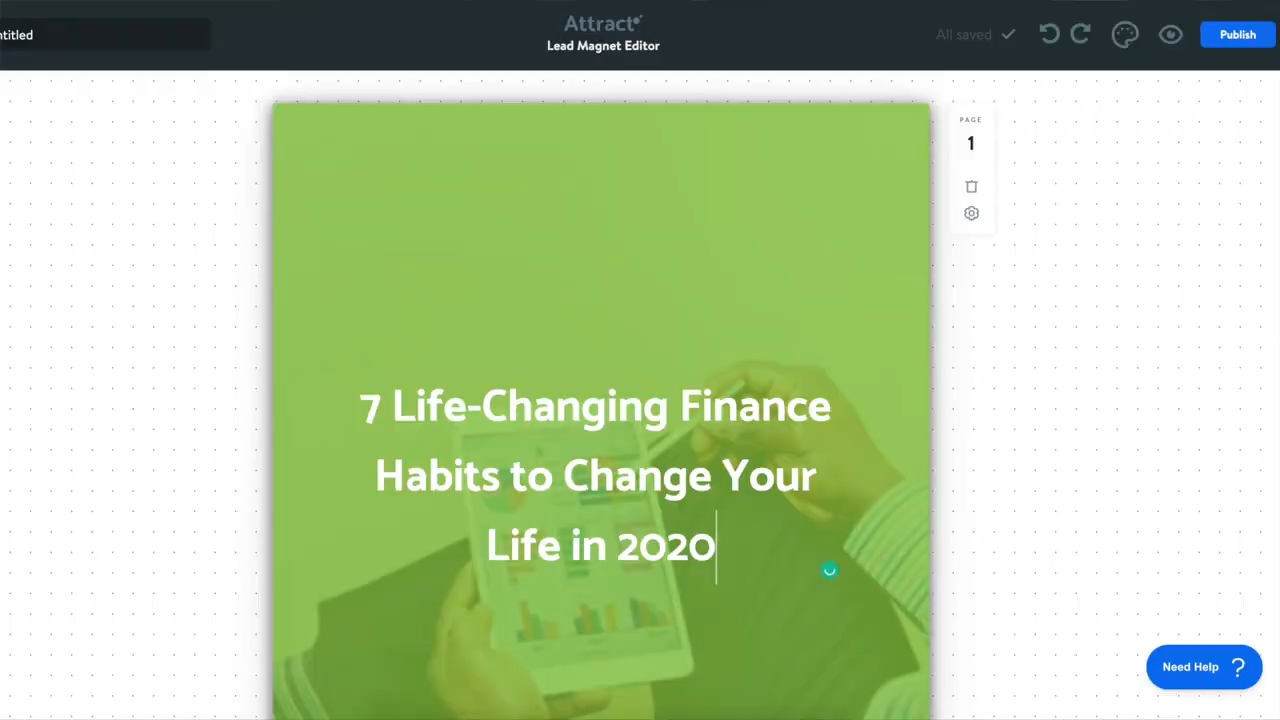 ntitled
Attract
Lead Magnet Editor
All saved
Publish
PAGE
1
7 Life-Changing Finance
Habits to Change Your
Life in 2020
Need Help ?